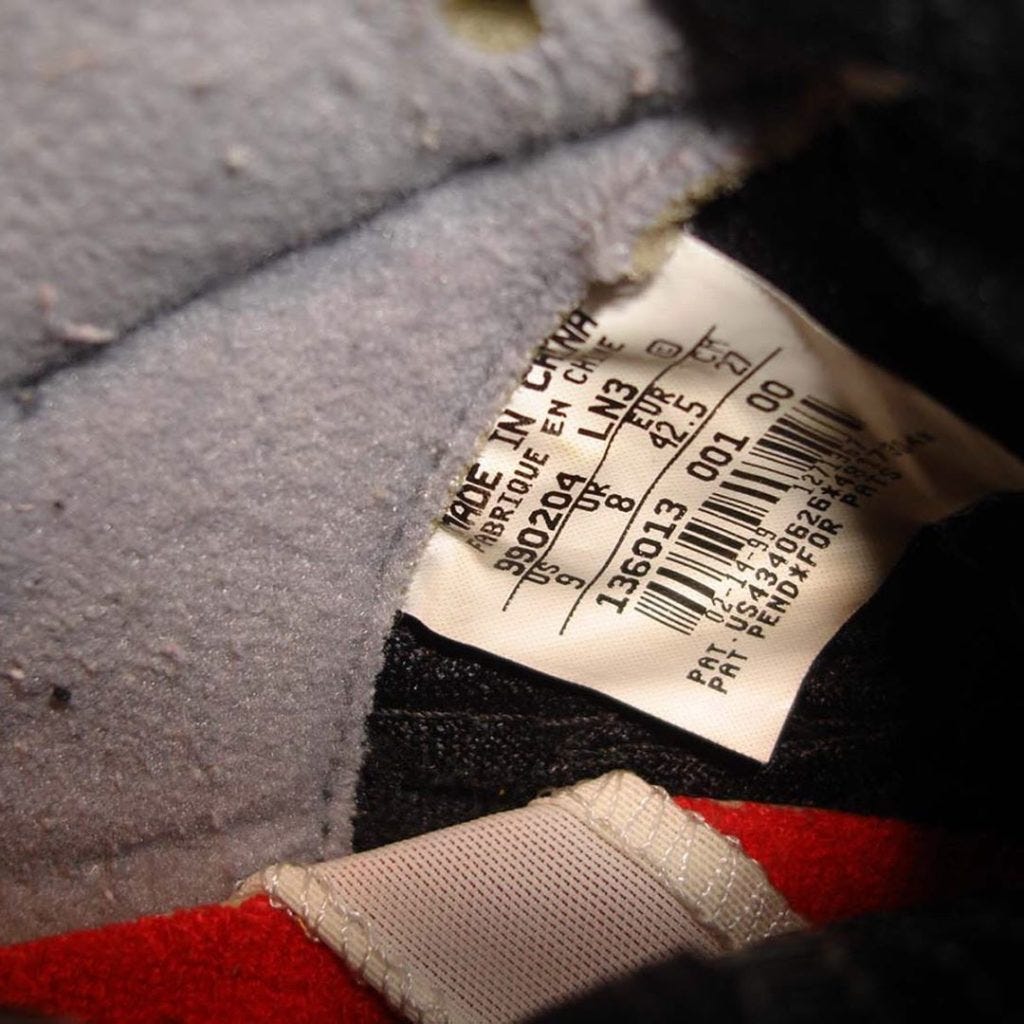 MADE IN CHINA
FABRIQUE EN CHINE
990204 LN3
US UK EUR CM
9 8 42.5 27
136013 001 00
02-14-99
PAT. US4340626*4817304*
PAT PEND*FOR PATS